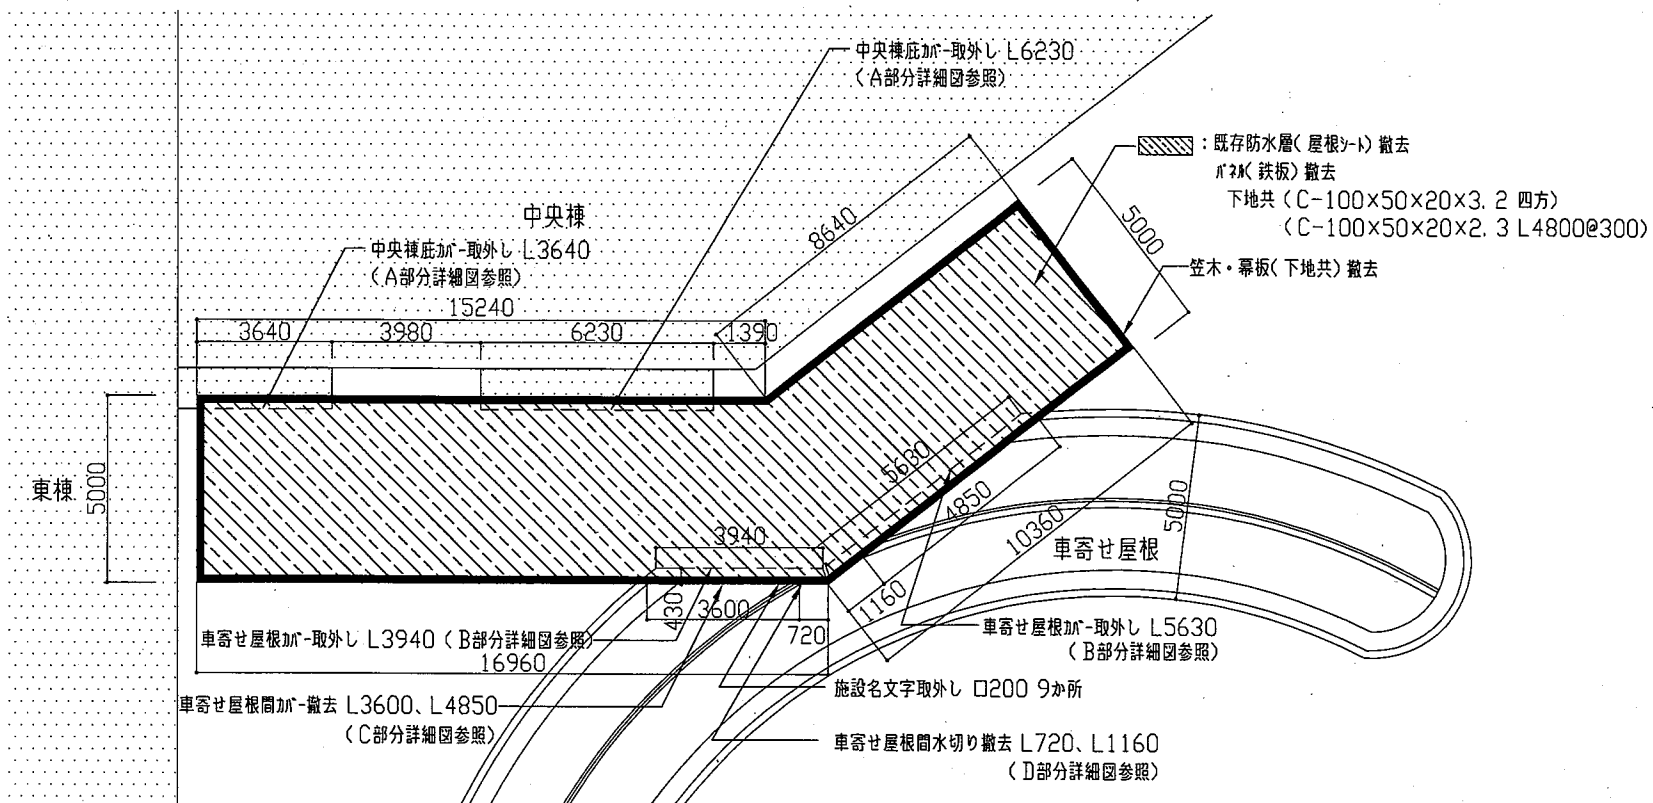 中央棟庇ｶﾊﾞｰ取外し L6230
(A部分詳細図参照)
:既存防水層(屋根ｼｰﾄ)撤去
ﾊﾟﾈﾙ(鉄板)撤去
下地共(C-100×50×20×3.2 四方)
(C-100×50×20×2.3 L4800@300)
笠木・幕板(下地共)撤去
中央棟
中央棟庇ｶﾊﾞｰ取外し L3640
(A部分詳細図参照)
15240
3640
3980
6230
1390
8640
5000
東棟
5000
5630
4850
10360
5000
車寄せ屋根
3940
430
3600
720
1160
車寄せ屋根ｶﾊﾞｰ取外し L3940(B部分詳細図参照)
16960
車寄せ屋根ｶﾊﾞｰ取外し L5630
(B部分詳細図参照)
車寄せ屋根間ｶﾊﾞｰ撤去 L3600、L4850
(C部分詳細図参照)
施設名文字取外し 口200 9か所
車寄せ屋根間水切り撤去 L720、L1160
(D部分詳細図参照)